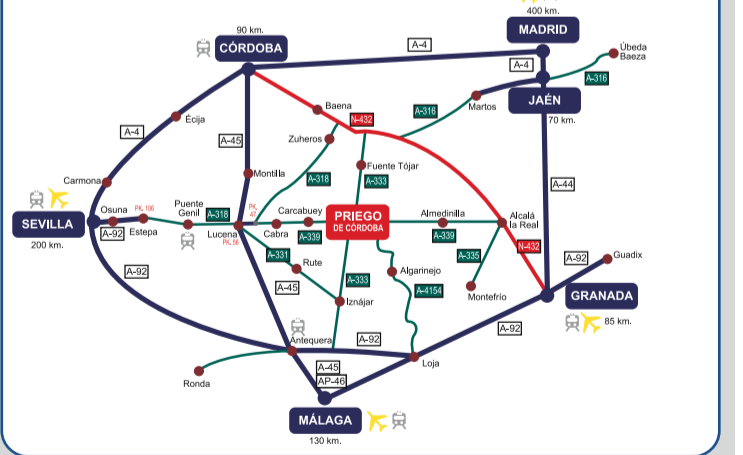 400 km.
MADRID
90 km.
CÓRDOBA
A-4
A-4
Úbeda
Baeza
A-316
JAÉN
70 km.
Martos
A-316
Baena
N-432
Écija
A-4
A-45
Zuheros
Fuente Tójar
A-333
A-318
Montilla
A-44
Carmona
Osuna
PK. 106
Estepa
Puente
Genil
A-318
PK.
47
Lucena
PK. 56
Cabra
Carcabuey
A-339
PRIEGO
DE CÓRDOBA
Almedinilla
A-339
Alcalá
la Real
N-432
SEVILLA
200 km.
A-92
A-92
A-331
Rute
A-45
A-333
Iznájar
Algarinejo
A-4154
A-335
Montefrío
A-92
Guadix
GRANADA
85 km.
A-92
Antequera
A-92
Loja
Ronda
A-45
AP-46
MÁLAGA
130 km.